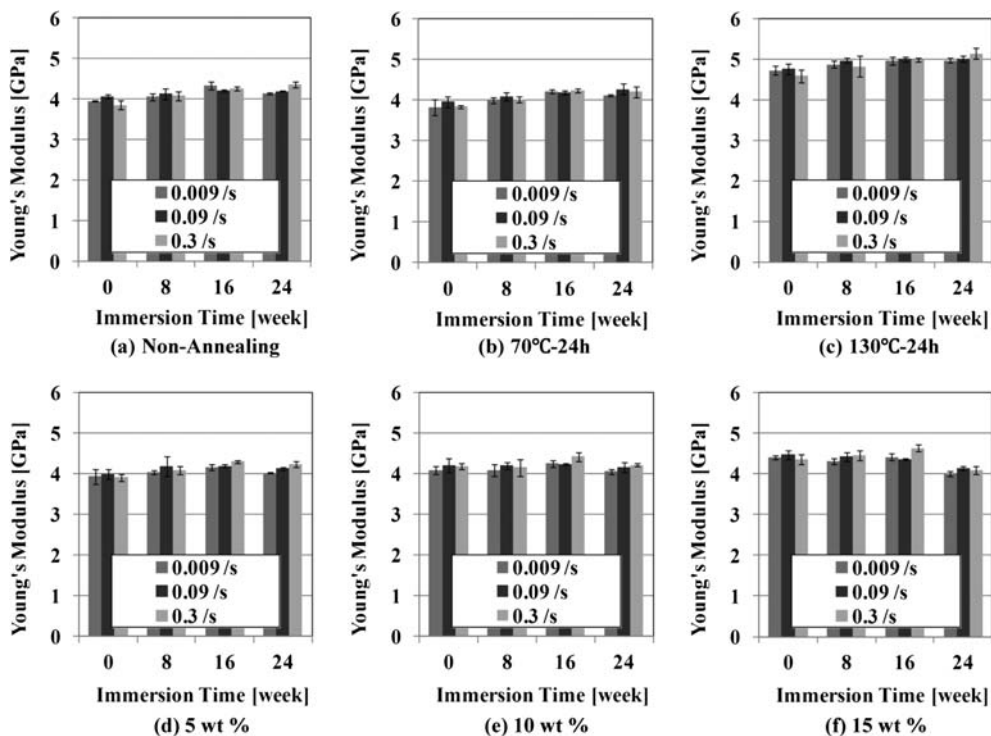 Young's Modulus [GPa]
6
5
4
3
2
1
0
0.009 /s
0.09 /s
0.3 /s
0 8 16 24
Immersion Time [week]
(a) Non-Annealing
Young's Modulus [GPa]
6
5
4
3
2
1
0
0.009 /s
0.09 /s
0.3 /s
0 8 16 24
Immersion Time [week]
(b) 70℃-24h
Young's Modulus [GPa]
6
5
4
3
2
1
0
0.009 /s
0.09 /s
0.3 /s
0 8 16 24
Immersion Time [week]
(c) 130℃-24h
Young's Modulus [GPa]
6
5
4
3
2
1
0
0.009 /s
0.09 /s
0.3 /s
0 8 16 24
Immersion Time [week]
(d) 5 wt %
Young's Modulus [GPa]
6
5
4
3
2
1
0
0.009 /s
0.09 /s
0.3 /s
0 8 16 24
Immersion Time [week]
(e) 10 wt %
Young's Modulus [GPa]
6
5
4
3
2
1
0
0.009 /s
0.09 /s
0.3 /s
0 8 16 24
Immersion Time [week]
(f) 15 wt %